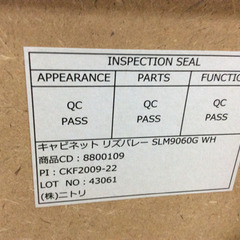 INSPECTION SEAL
APPEARANCE PARTS FUNCTIO
QC QC QC
PASS PASS PASS
キャビネット リズバレー SLM9060G WH
商品CD : 8800109
PI : CKF2009-22
LOT NO : 43061
(株)ニトリ